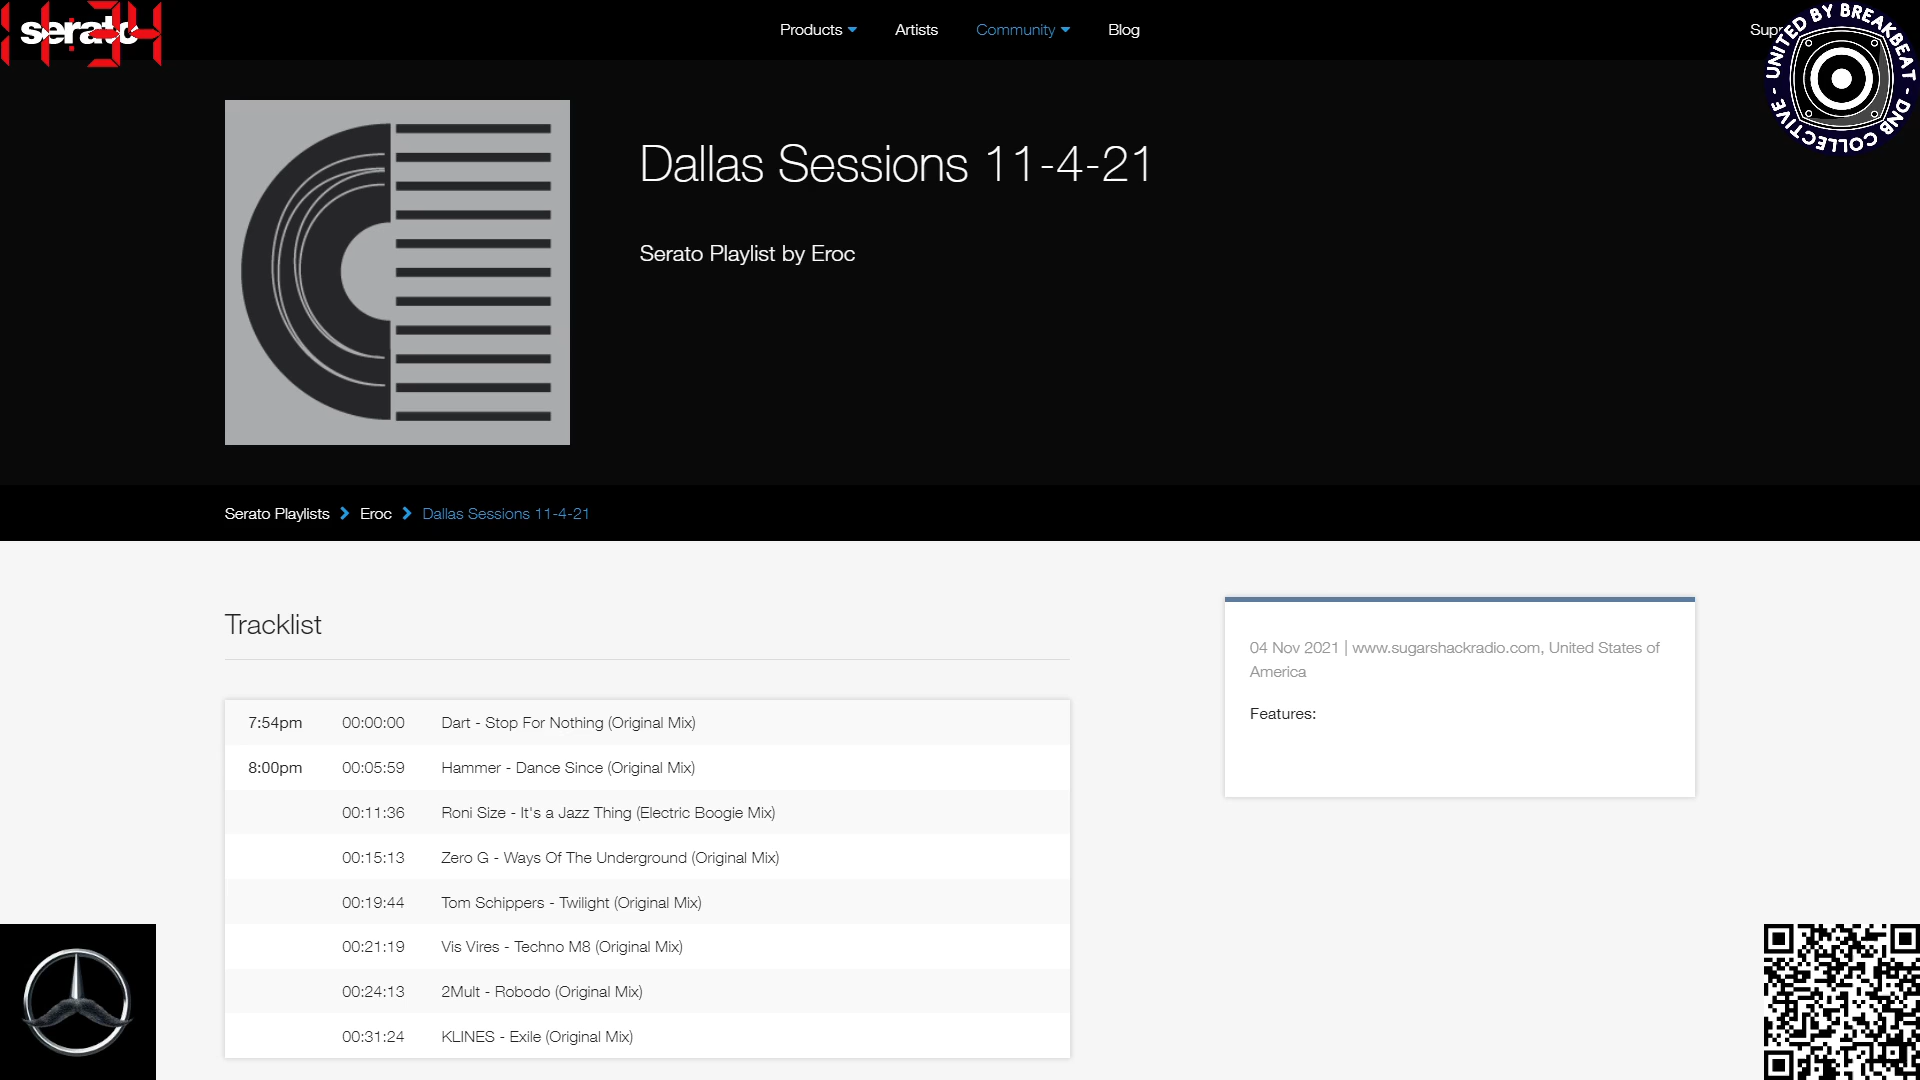 serato
11:34
Products
Artists
Community
Blog
UNITED BY BREAKBEAT - DNB COLLECTIVE -
Dallas Sessions 11-4-21
Serato Playlist by Eroc
Serato Playlists
Eroc
Dallas Sessions 11-4-21
Tracklist
7:54pm 00:00:00 Dart - Stop For Nothing (Original Mix)
8:00pm 00:05:59 Hammer - Dance Since (Original Mix)
00:11:36 Roni Size - It's a Jazz Thing (Electric Boogie Mix)
00:15:13 Zero G - Ways Of The Underground (Original Mix)
00:19:44 Tom Schippers - Twilight (Original Mix)
00:21:19 Vis Vires - Techno M8 (Original Mix)
00:24:13 2Mult - Robodo (Original Mix)
00:31:24 KLINES - Exile (Original Mix)
04 Nov 2021 | www.sugarshackradio.com, United States of
America
Features: